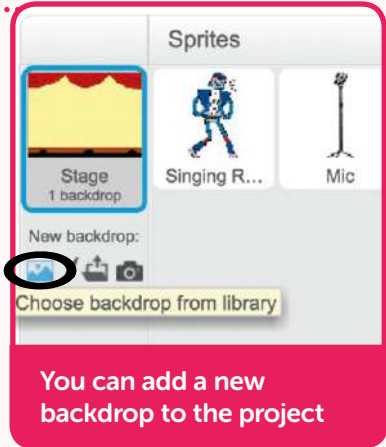 Sprites
Stage
1 backdrop
Singing R...
Mic
New backdrop:
Choose backdrop from library
You can add a new
backdrop to the project